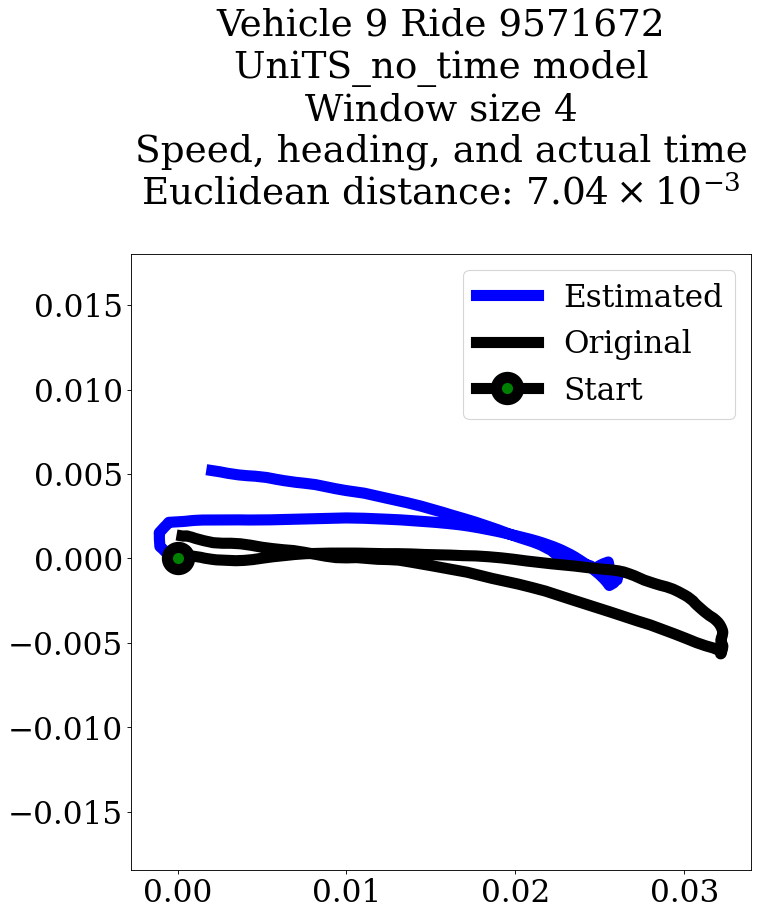 Vehicle 9 Ride 9571672
UniTS_no_time model
Window size 4
Speed, heading, and actual time
Euclidean distance: 7.04 × 10⁻³
Estimated
Original
Start
0.015
0.010
0.005
0.000
−0.005
−0.010
−0.015
0.00 0.01 0.02 0.03